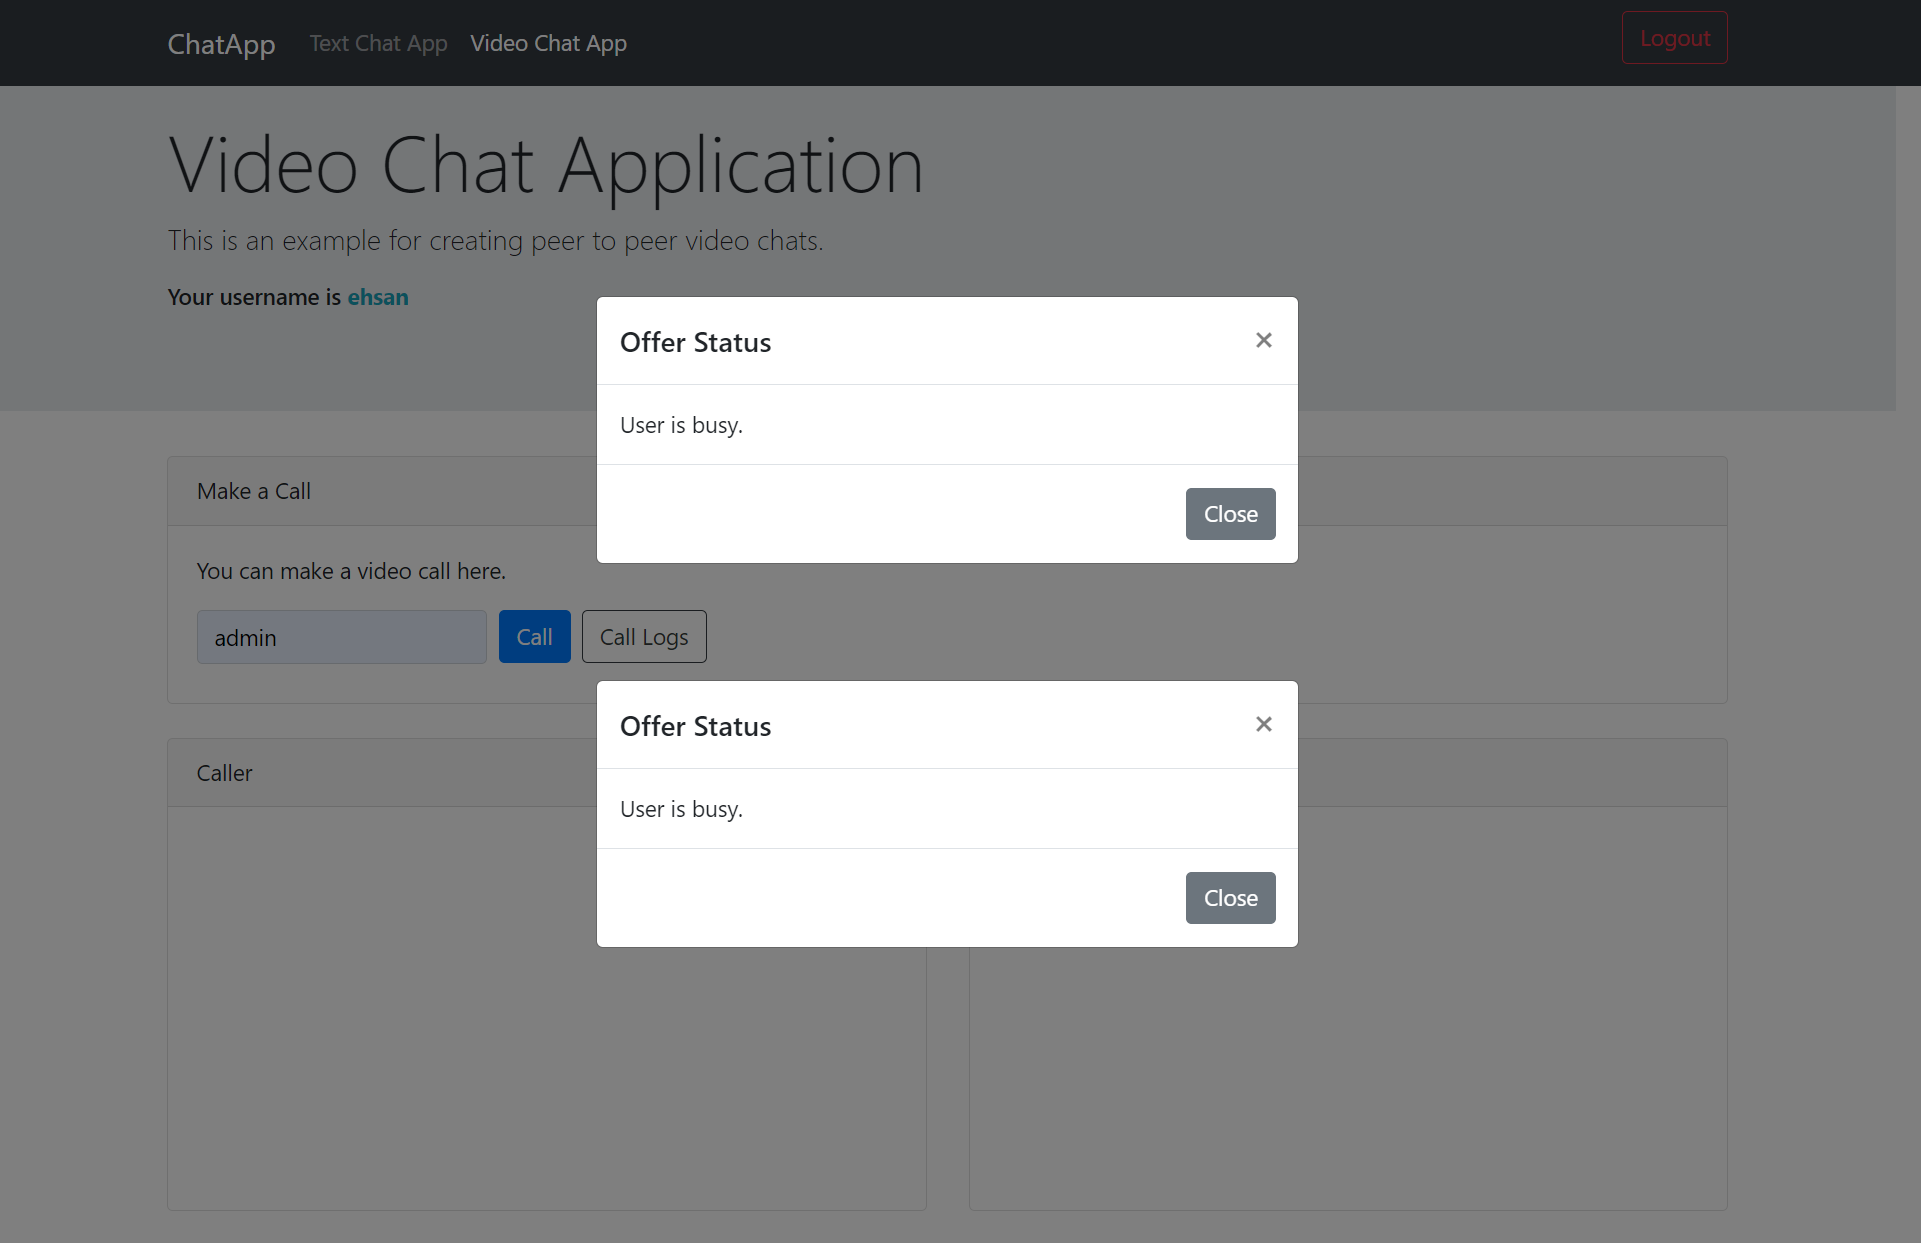 ChatApp Text Chat App Video Chat App Logout
Video Chat Application
This is an example for creating peer to peer video chats.
Your username is ehsan
Offer Status ×
User is busy.
Close
Make a Call
You can make a video call here.
admin Call Call Logs
Offer Status ×
User is busy.
Close
Caller